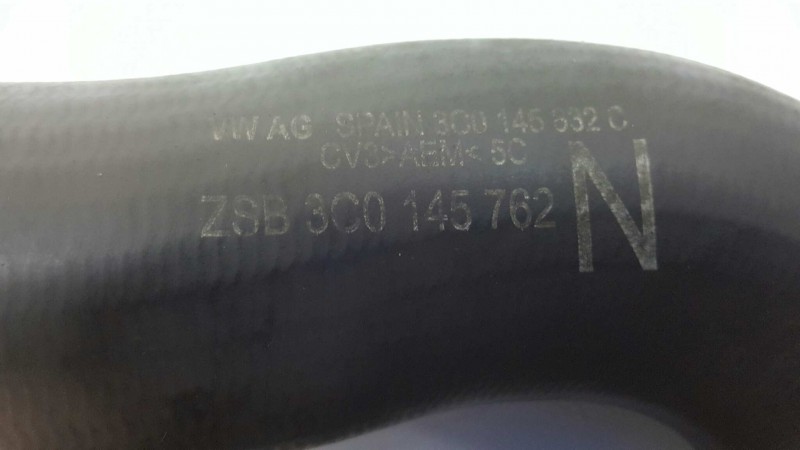 VW AG SPAIN 3C0 145 832 C
CV3>AEM< 5C
ZSB 3C0 145 762 N